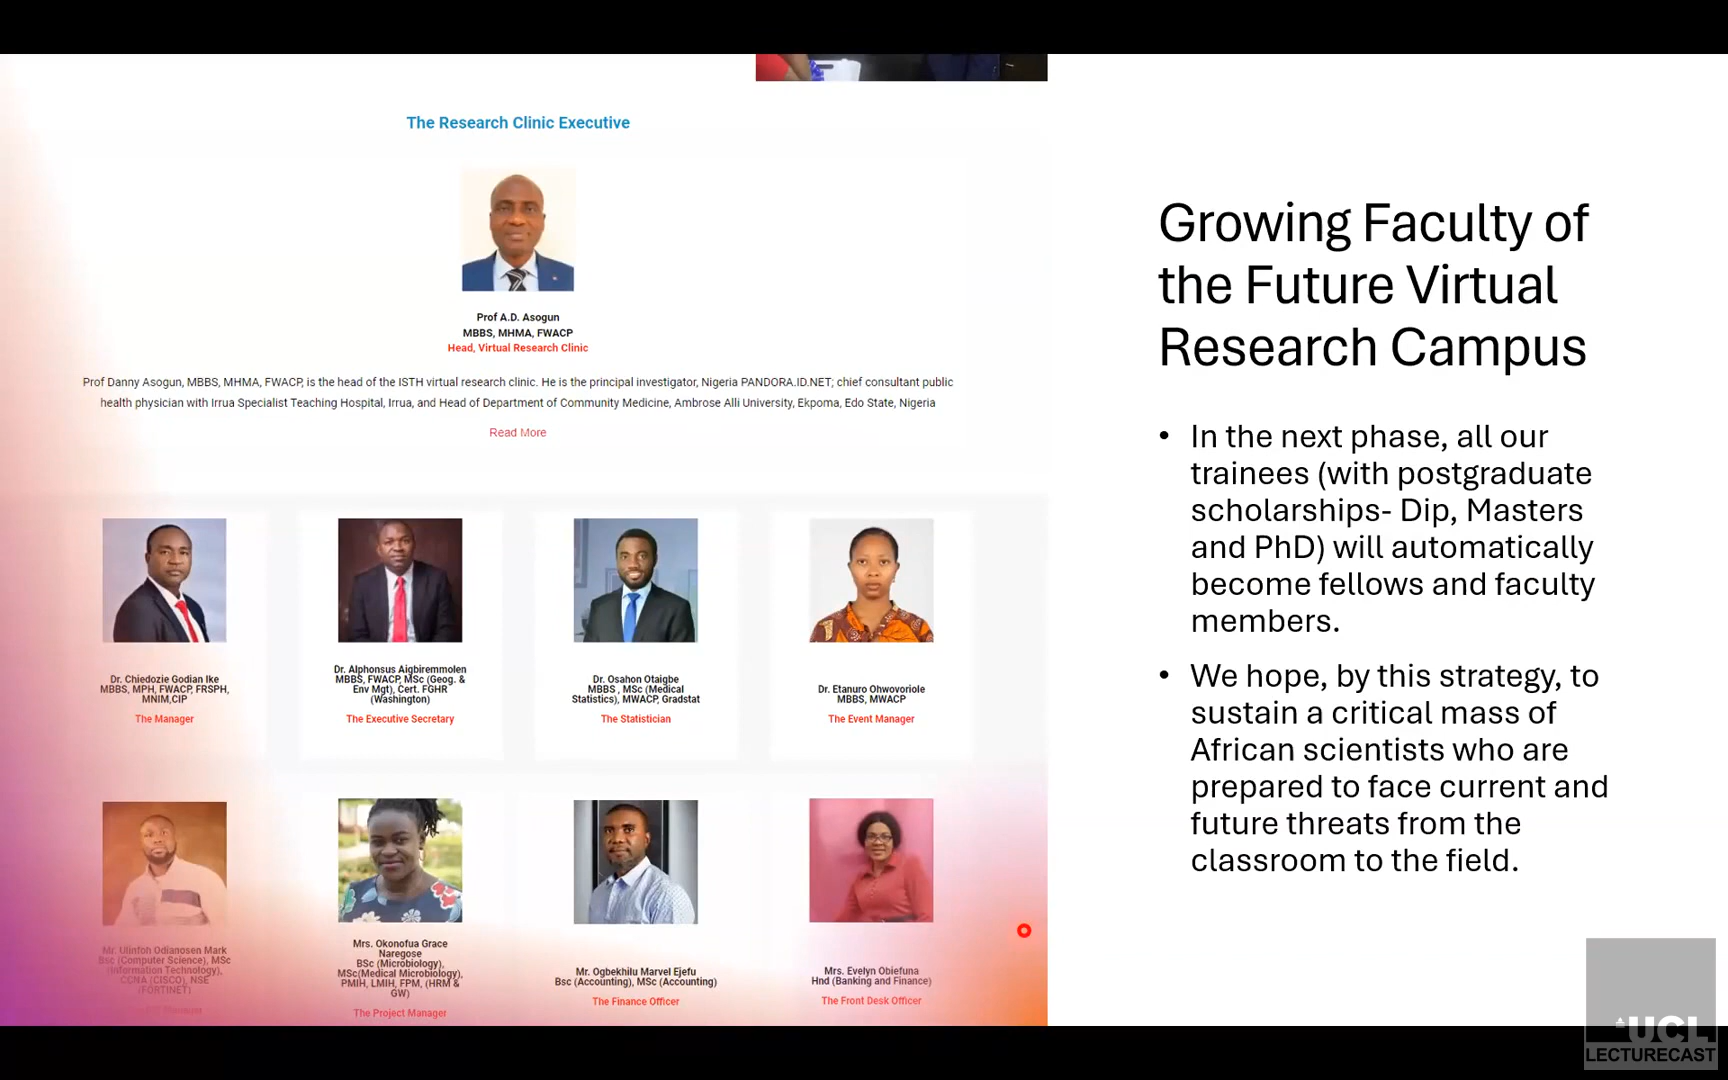 The Research Clinic Executive
Prof A.D. Asogun
MBBS, MHMA, FWACP
Head, Virtual Research Clinic
Prof Danny Asogun, MBBS, MHMA, FWACP, is the head of the ISTH virtual research clinic. He is the principal investigator, Nigeria PANDORA.ID.NET; chief consultant public
health physician with Irrua Specialist Teaching Hospital, Irrua, and Head of Department of Community Medicine, Ambrose Alli University, Ekpoma, Edo State, Nigeria
Read More
Dr. Chiedozie Godian Ike
MBBS, MPH, FWACP, FRSPH,
MNIM,CIP
The Manager
Dr. Alphonsus Aigbiremmolen
MBBS, FWACP, MSc (Geog. &
Env Mgt), Cert. FGHR
(Washington)
The Executive Secretary
Dr. Osahon Otaigbe
MBBS , MSc (Medical
Statistics), MWACP, Gradstat
The Statistician
Dr. Etanuro Ohwovoriole
MBBS, MWACP
The Event Manager
Mr. Ulinfoh Odianosen Mark
Bsc (Computer Science), MSc
(Information Technology),
CCNA (CISCO), NSE
(FORTINET)
Mrs. Okonofua Grace
Naregose
BSc (Microbiology),
MSc(Medical Microbiology),
PMIH, LMIH, FPM, (HRM &
GW)
The Project Manager
Mr. Ogbekhilu Marvel Ejefu
Bsc (Accounting), MSc (Accounting)
The Finance Officer
Mrs. Evelyn Obiefuna
Hnd (Banking and Finance)
The Front Desk Officer
Growing Faculty of
the Future Virtual
Research Campus
• In the next phase, all our
trainees (with postgraduate
scholarships- Dip, Masters
and PhD) will automatically
become fellows and faculty
members.
• We hope, by this strategy, to
sustain a critical mass of
African scientists who are
prepared to face current and
future threats from the
classroom to the field.
UCL
LECTURECAST